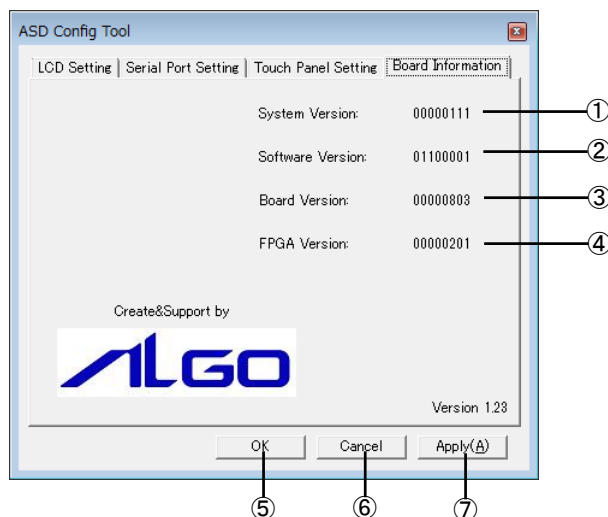 ASD Config Tool
LCD Setting Serial Port Setting Touch Panel Setting Board Information
System Version: 00000111 ①
Software Version: 01100001 ②
Board Version: 00000803 ③
FPGA Version: 00000201 ④
Create&Support by
ALGO
Version 1.23
OK Cancel Apply(A)
⑤ ⑥ ⑦